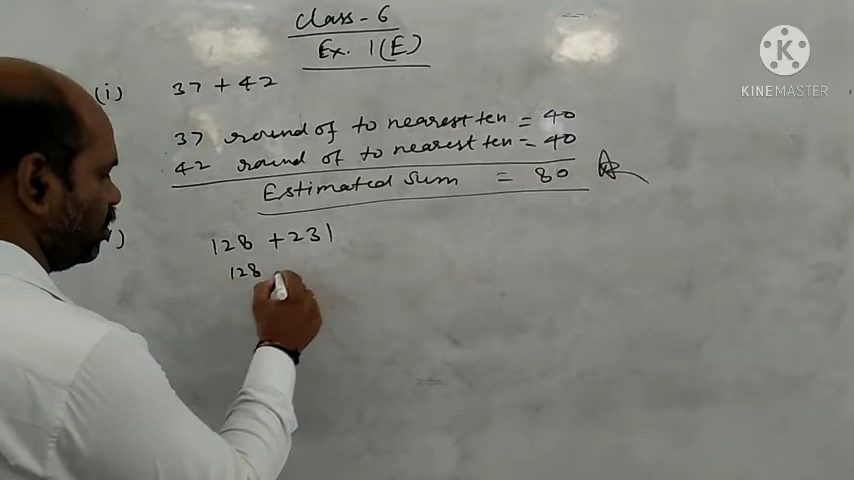 Class - 6
Ex. 1(E)
KINEMASTER
(i) 37 + 42
37 round of to nearest ten = 40
42 round of to nearest ten = 40
Estimated Sum = 80
) 128 + 231
128